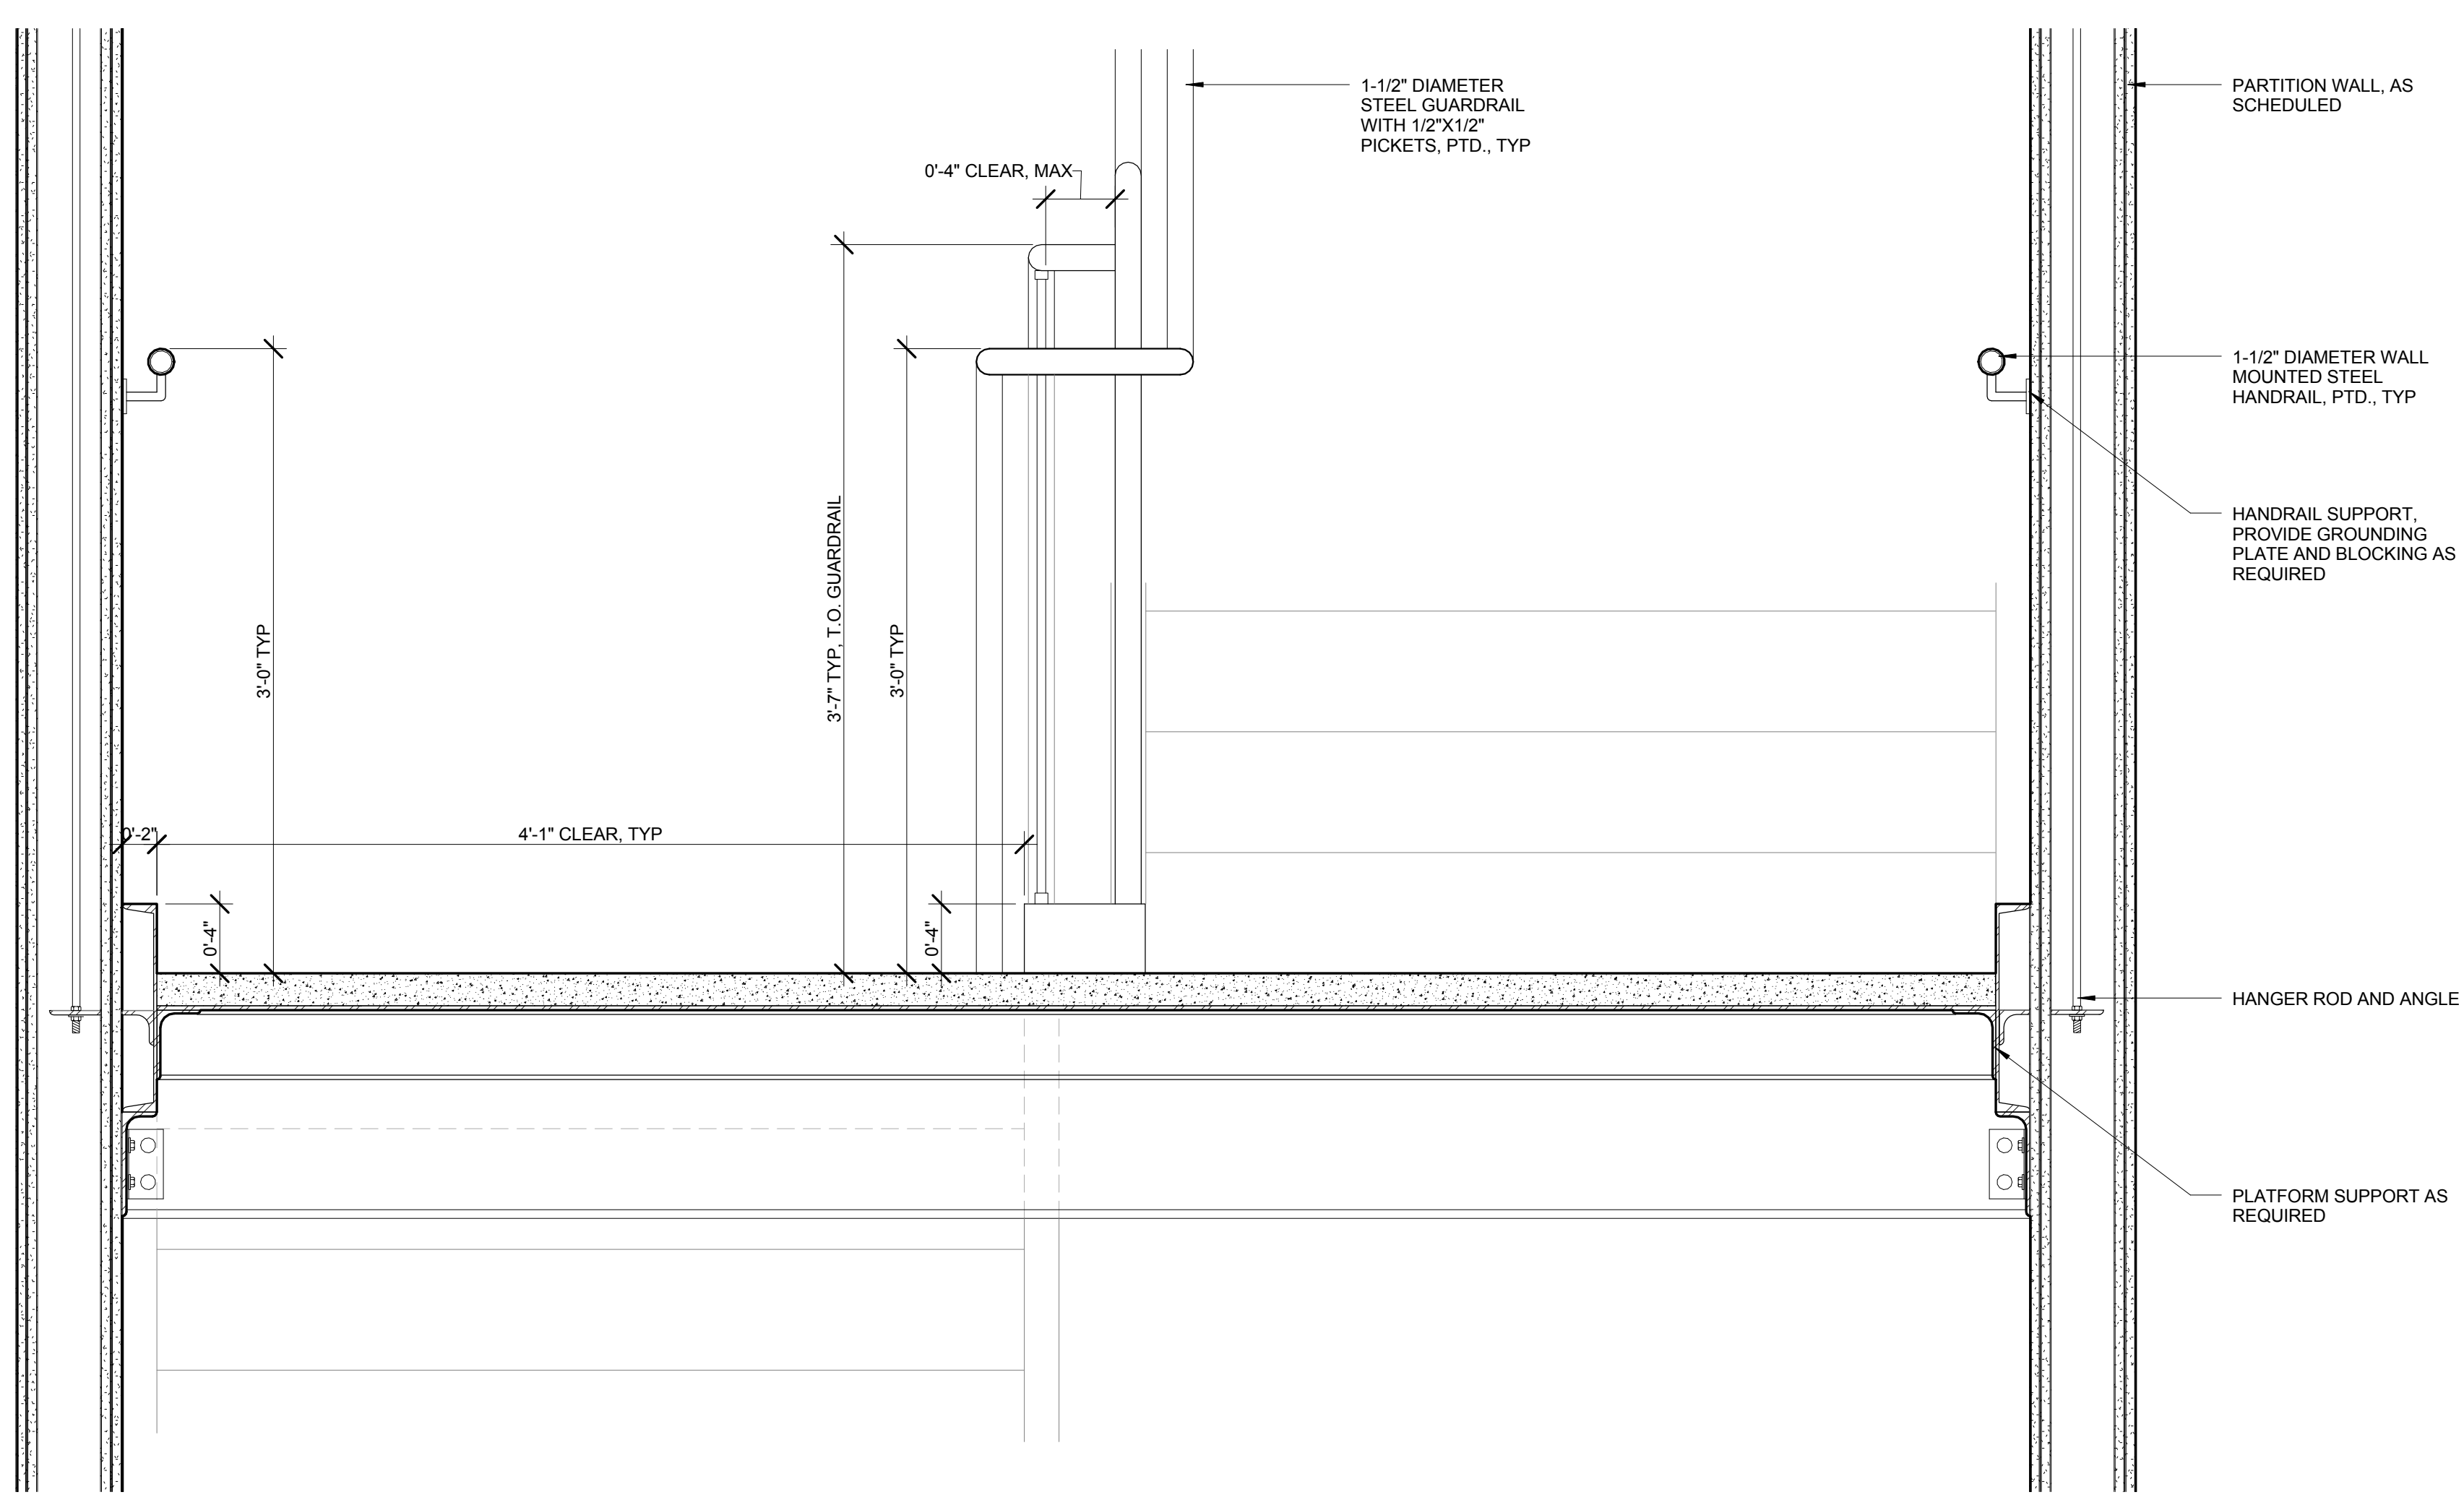 1-1/2" DIAMETER
STEEL GUARDRAIL
WITH 1/2"X1/2"
PICKETS, PTD., TYP
PARTITION WALL, AS
SCHEDULED
0'-4" CLEAR, MAX
1-1/2" DIAMETER WALL
MOUNTED STEEL
HANDRAIL, PTD., TYP
HANDRAIL SUPPORT,
PROVIDE GROUNDING
PLATE AND BLOCKING AS
REQUIRED
3'-0" TYP
3'-7" TYP, T.O. GUARDRAIL
3'-0" TYP
0'-2"
4'-1" CLEAR, TYP
0'-4"
0'-4"
HANGER ROD AND ANGLE
PLATFORM SUPPORT AS
REQUIRED